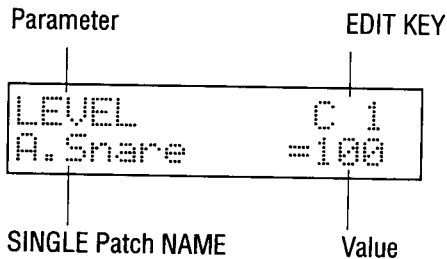 Parameter EDIT KEY
LEVEL C 1
A.Snare =100
SINGLE Patch NAME Value